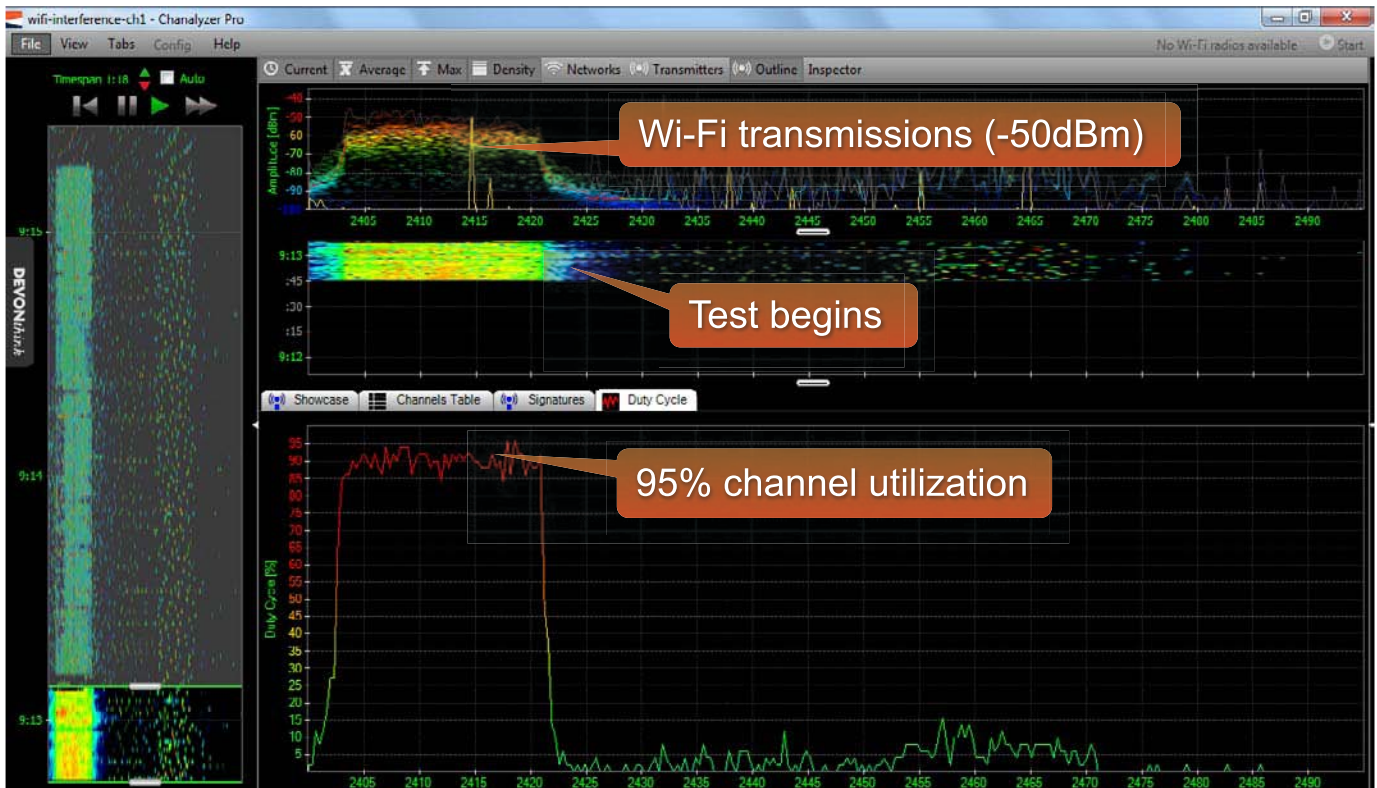 wifi-interference-ch1 - Chanalyzer Pro
File View Tabs Config Help
No Wi-Fi radios available Start
Timespan 1:18 Auto
Current Average Max Density Networks Transmitters Outline Inspector
Amplitude [dBm]
-40
-50
60
-70
-80
-90
-100
Wi-Fi transmissions (-50dBm)
2405 2410 2415 2420 2425 2430 2435 2440 2445 2450 2455 2460 2465 2470 2475 2480 2485 2490
9:13
:45
:30
:15
9:12
Test begins
9:15
9:14
9:13
DEVONthink
Showcase Channels Table Signatures Duty Cycle
Duty Cycle [%]
95
90
85
80
75
70
65
60
55
50
45
40
35
30
25
20
15
10
5
95% channel utilization
2405 2410 2415 2420 2425 2430 2435 2440 2445 2450 2455 2460 2465 2470 2475 2480 2485 2490